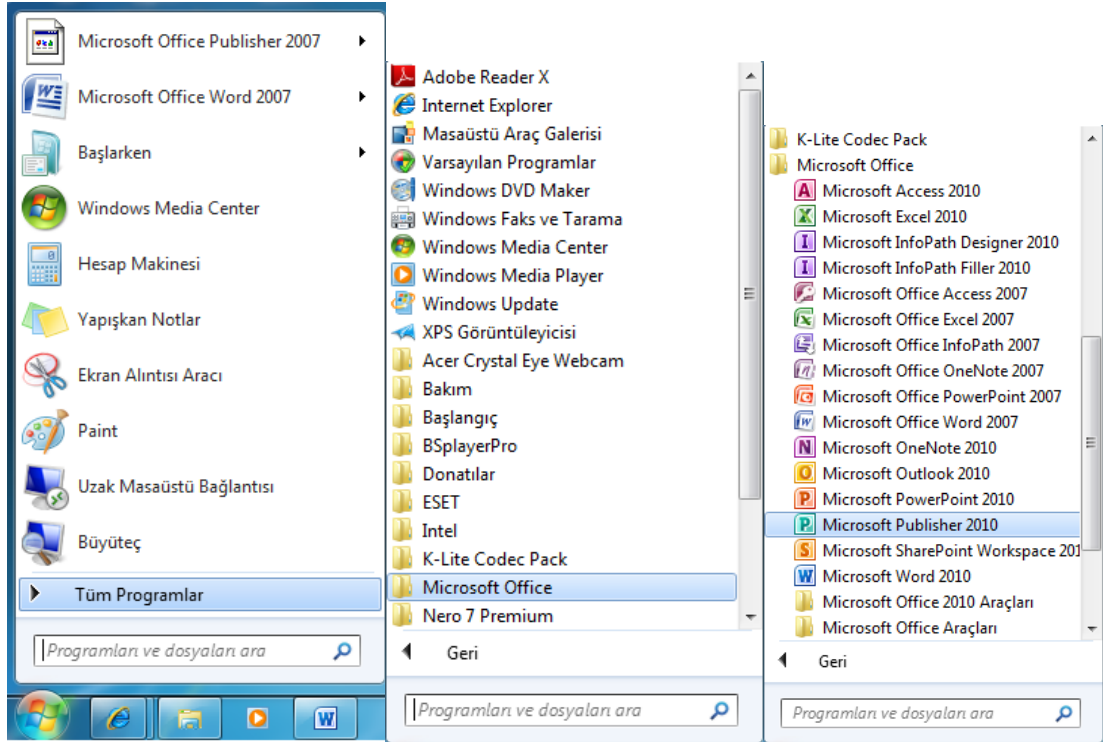 Microsoft Office Publisher 2007
Microsoft Office Word 2007
Başlarken
Windows Media Center
Hesap Makinesi
Yapışkan Notlar
Ekran Alıntısı Aracı
Paint
Uzak Masaüstü Bağlantısı
Büyüteç
Tüm Programlar
Programları ve dosyaları ara
Adobe Reader X
Internet Explorer
Masaüstü Araç Galerisi
Varsayılan Programlar
Windows DVD Maker
Windows Faks ve Tarama
Windows Media Center
Windows Media Player
Windows Update
XPS Görüntüleyicisi
Acer Crystal Eye Webcam
Bakım
Başlangıç
BSplayerPro
Donatılar
ESET
Intel
K-Lite Codec Pack
Microsoft Office
Nero 7 Premium
Geri
Programları ve dosyaları ara
K-Lite Codec Pack
Microsoft Office
Microsoft Access 2010
Microsoft Excel 2010
Microsoft InfoPath Designer 2010
Microsoft InfoPath Filler 2010
Microsoft Office Access 2007
Microsoft Office Excel 2007
Microsoft Office InfoPath 2007
Microsoft Office OneNote 2007
Microsoft Office PowerPoint 2007
Microsoft Office Word 2007
Microsoft OneNote 2010
Microsoft Outlook 2010
Microsoft PowerPoint 2010
Microsoft Publisher 2010
Microsoft SharePoint Workspace 201
Microsoft Word 2010
Microsoft Office 2010 Araçları
Microsoft Office Araçları
Geri
Programları ve dosyaları ara